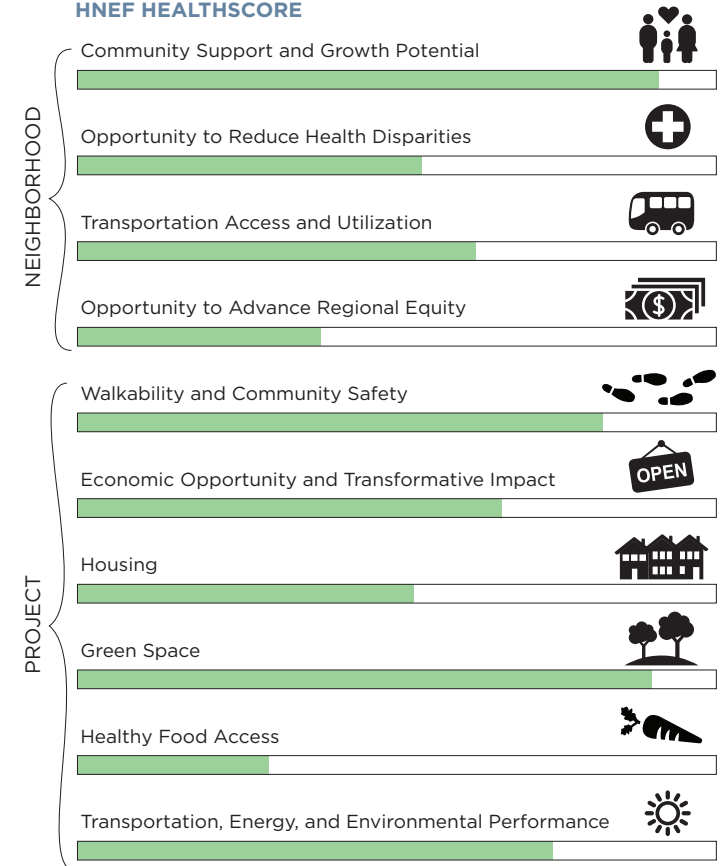 HNEF HEALTHSCORE
NEIGHBORHOOD
Community Support and Growth Potential
Opportunity to Reduce Health Disparities
Transportation Access and Utilization
Opportunity to Advance Regional Equity
$
PROJECT
Walkability and Community Safety
Economic Opportunity and Transformative Impact
OPEN
Housing
Green Space
Healthy Food Access
Transportation, Energy, and Environmental Performance